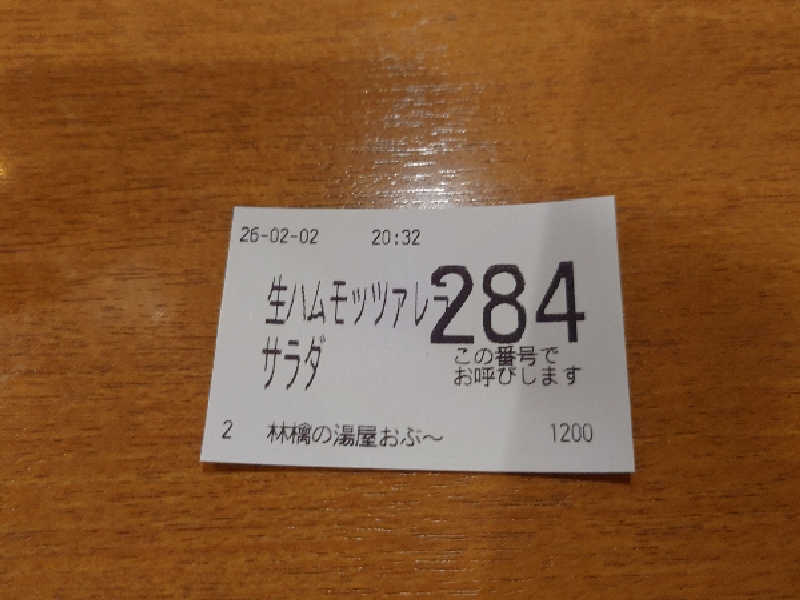 26-02-02 20:32
生ハムモッツァレラ
サラダ
284
この番号で
お呼びします
2 林檎の湯屋おぶ～ 1200